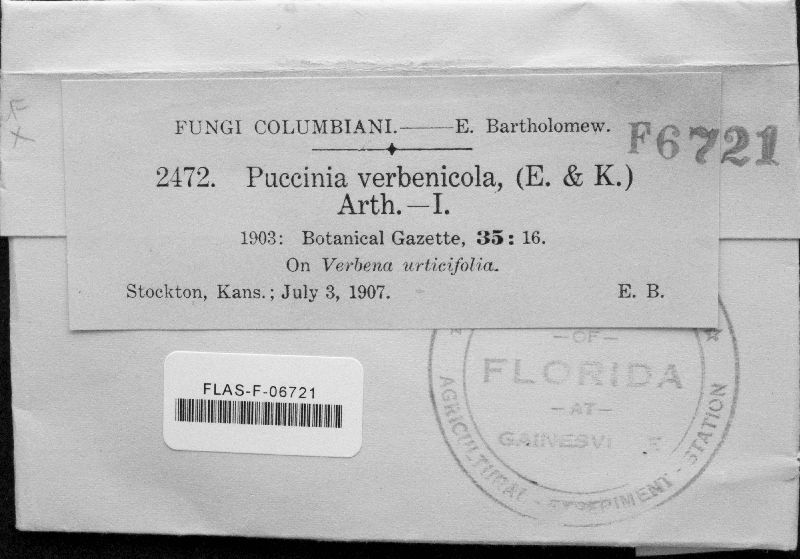 FUNGI COLUMBIANI.——E. Bartholomew.
F6721
2472. Puccinia verbenicola, (E. & K.)
Arth.—I.
1903: Botanical Gazette, 35: 16.
On Verbena urticifolia.
Stockton, Kans.; July 3, 1907. E. B.
—OF—
FLORIDA
—AT—
AGRICULTURAL - EXPERIMENT - STATION
FLAS-F-06721